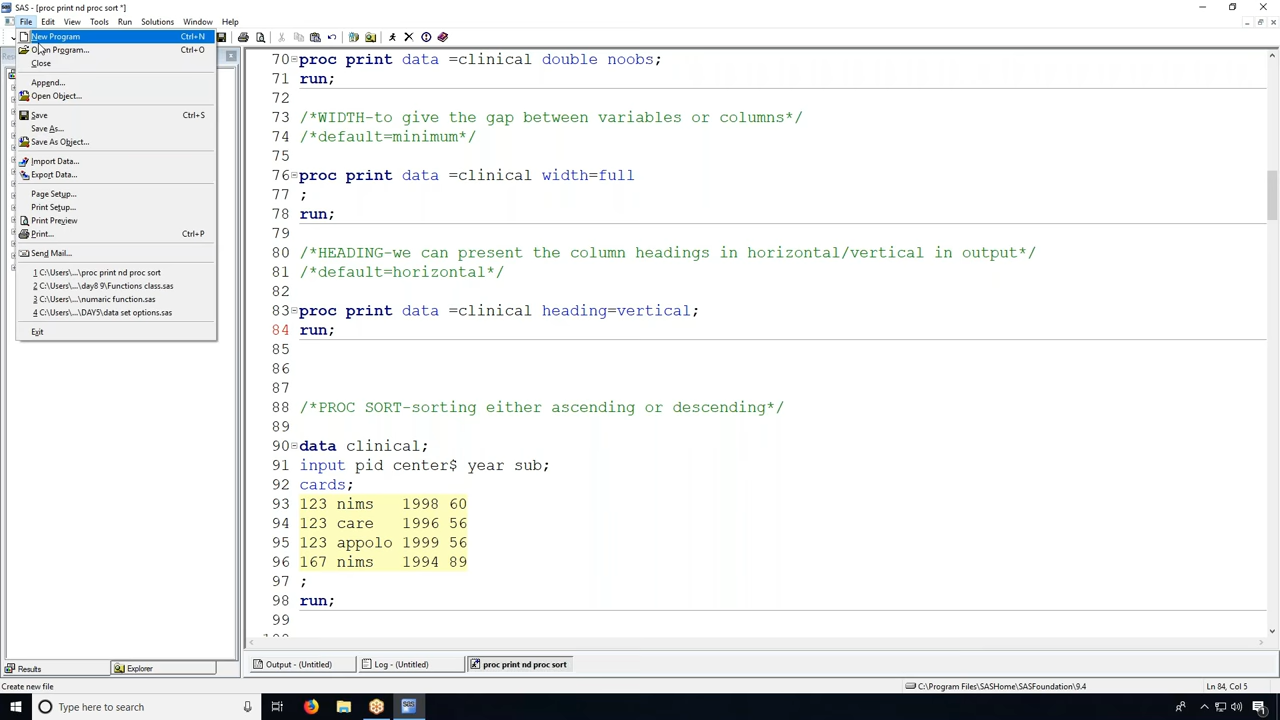 SAS - [proc print nd proc sort *]
File Edit View Tools Run Solutions Window Help
New Program Ctrl+N
Program... Ctrl+O
Close
Append...
Open Object...
Save Ctrl+S
Save As...
Save As Object...
Import Data...
Export Data...
Page Setup...
Print Setup...
Print Preview
Print... Ctrl+P
Send Mail...
1 C:\Users\...\proc print nd proc sort
2 C:\Users\...\day8 9\Functions class.sas
3 C:\Users\...\numaric function.sas
4 C:\Users\...\DAY5\data set options.sas
Exit
70 proc print data =clinical double noobs;
71 run;
72
73 /*WIDTH-to give the gap between variables or columns*/
74 /*default=minimum*/
75
76 proc print data =clinical width=full
77 ;
78 run;
79
80 /*HEADING-we can present the column headings in horizontal/vertical in output*/
81 /*default=horizontal*/
82
83 proc print data =clinical heading=vertical;
84 run;
85
86
87
88 /*PROC SORT-sorting either ascending or descending*/
89
90 data clinical;
91 input pid center$ year sub;
92 cards;
93 123 nims 1998 60
94 123 care 1996 56
95 123 appolo 1999 56
96 167 nims 1994 89
97 ;
98 run;
99
Results Explorer
Output - (Untitled) Log - (Untitled) proc print nd proc sort
Create new file C:\Program Files\SASHome\SASFoundation\9.4 Ln 84, Col 5
Type here to search